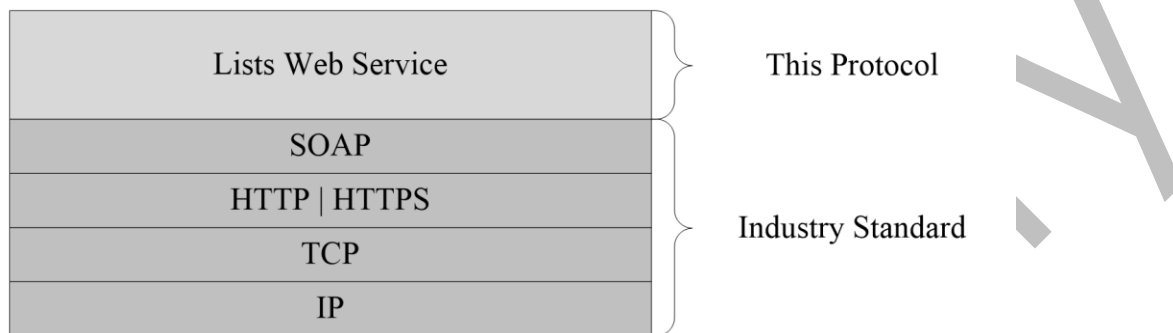 Lists Web Service
This Protocol
SOAP
HTTP | HTTPS
TCP
Industry Standard
IP